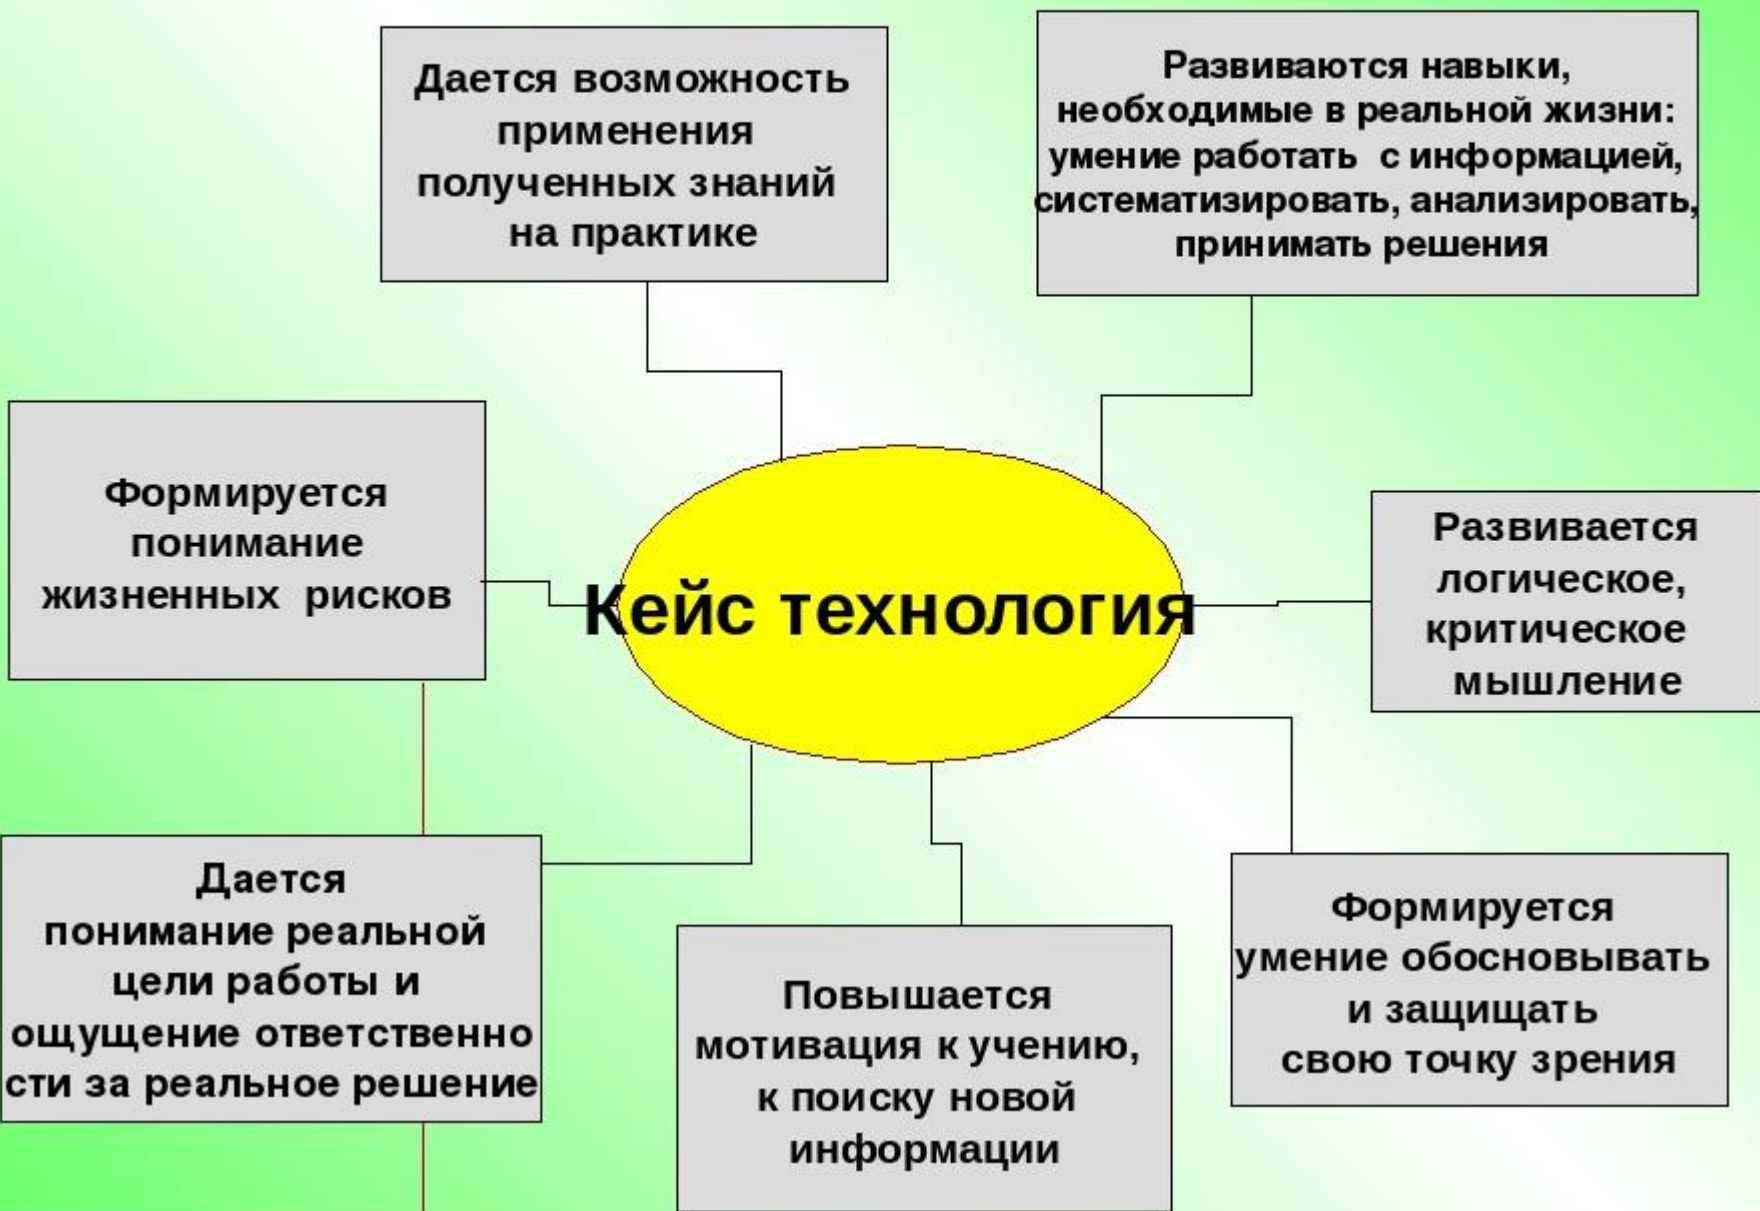 Дается возможность
применения
полученных знаний
на практике
Развиваются навыки,
необходимые в реальной жизни:
умение работать с информацией,
систематизировать, анализировать,
принимать решения
Формируется
понимание
жизненных рисков
Кейс технология
Развивается
логическое,
критическое
мышление
Дается
понимание реальной
цели работы и
ощущение ответственно
сти за реальное решение
Повышается
мотивация к учению,
к поиску новой
информации
Формируется
умение обосновывать
и защищать
свою точку зрения